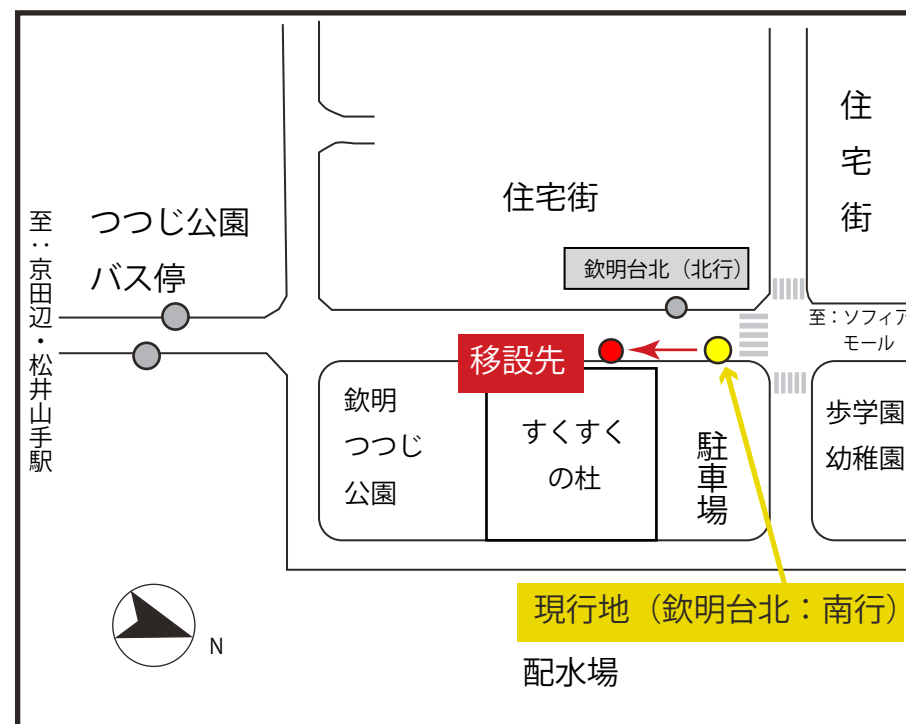 住
宅
街
住宅街
至：京田辺・松井山手駅
つつじ公園
バス停
欽明台北（北行）
至：ソフィア
モール
移設先
欽明
つつじ
公園
すくすく
の杜
駐車場
歩学園
幼稚園
現行地（欽明台北：南行）
配水場
N